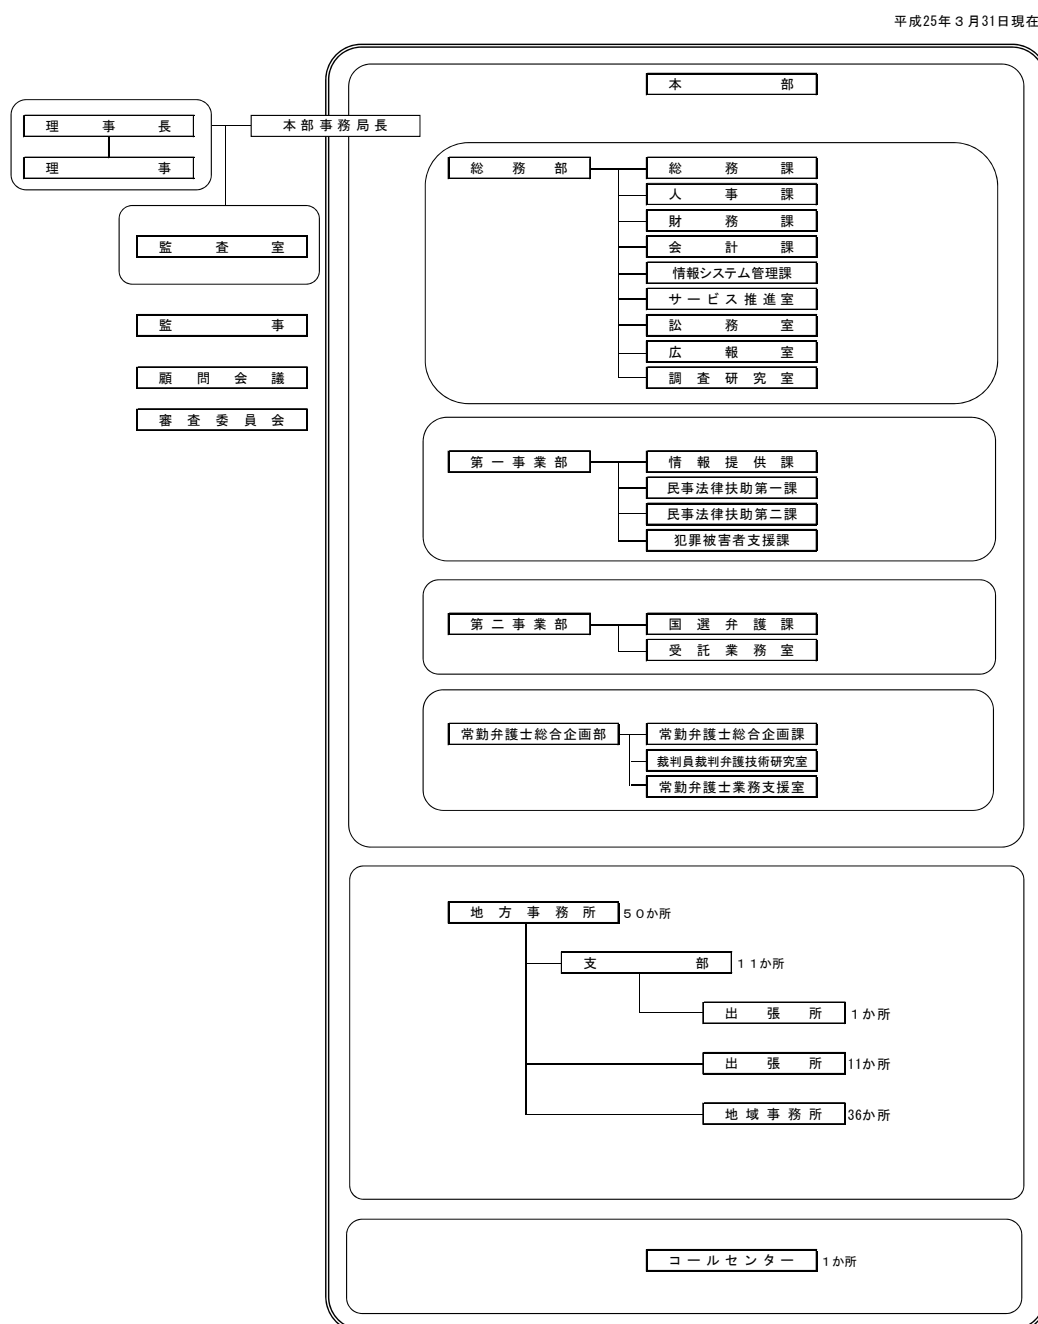 平成25年３月31日現在
本部
理事長
本部事務局長
理事
監査室
監事
顧問会議
審査委員会
総務部
総務課
人事課
財務課
会計課
情報システム管理課
サービス推進室
訟務室
広報室
調査研究室
第一事業部
情報提供課
民事法律扶助第一課
民事法律扶助第二課
犯罪被害者支援課
第二事業部
国選弁護課
受託業務室
常勤弁護士総合企画部
常勤弁護士総合企画課
裁判員裁判弁護技術研究室
常勤弁護士業務支援室
地方事務所 ５０か所
支部 １１か所
出張所 １か所
出張所 11か所
地域事務所 36か所
コールセンター １か所